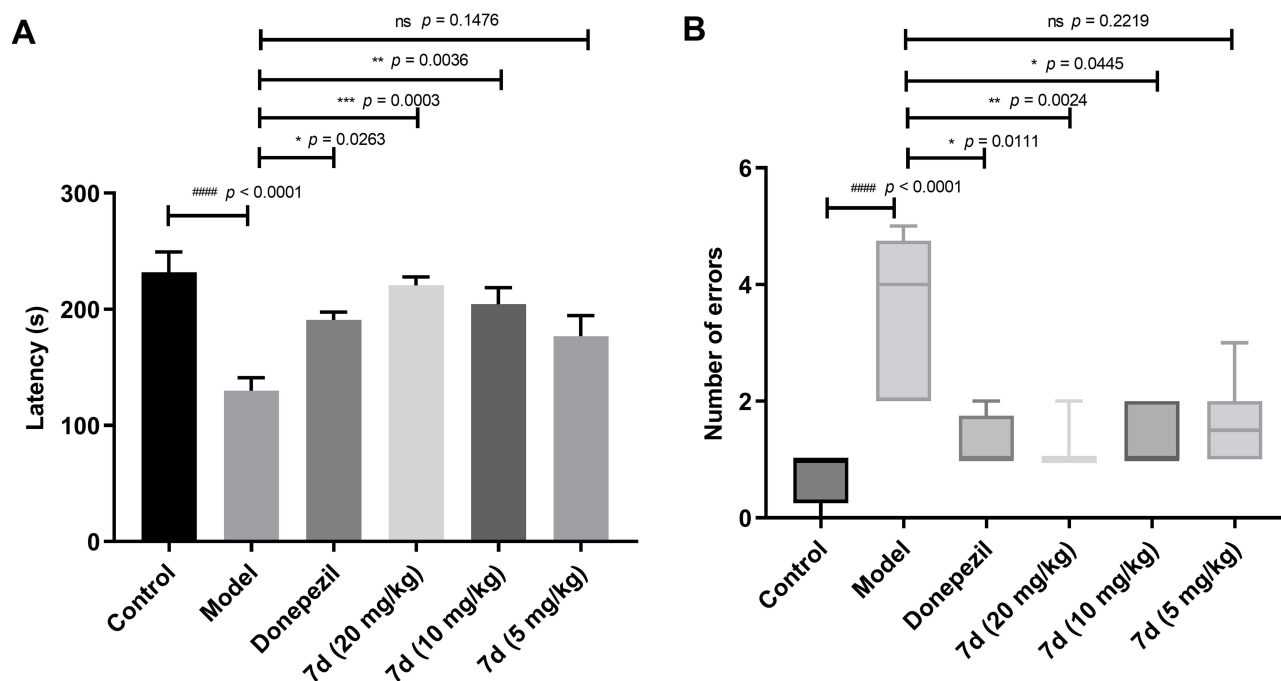 A
ns p = 0.1476
** p = 0.0036
*** p = 0.0003
* p = 0.0263
#### p < 0.0001
Latency (s)
300
200
100
0
Control
Model
Donepezil
7d (20 mg/kg)
7d (10 mg/kg)
7d (5 mg/kg)
B
ns p = 0.2219
* p = 0.0445
** p = 0.0024
* p = 0.0111
#### p < 0.0001
Number of errors
6
4
2
0
Control
Model
Donepezil
7d (20 mg/kg)
7d (10 mg/kg)
7d (5 mg/kg)